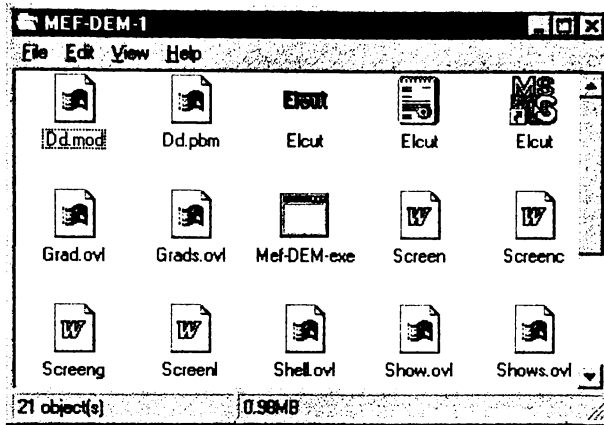 MEF-DEM-1
File Edit View Help
Elcut MS
Dd.mod Dd.pbm Elcut Elcut Elcut
W W
Grad.ovl Grads.ovl Mef-DEM-exe Screen Screenc
W W
Screeng Screenl Shell.ovl Show.ovl Shows.ovl
21 object(s) 0.98MB